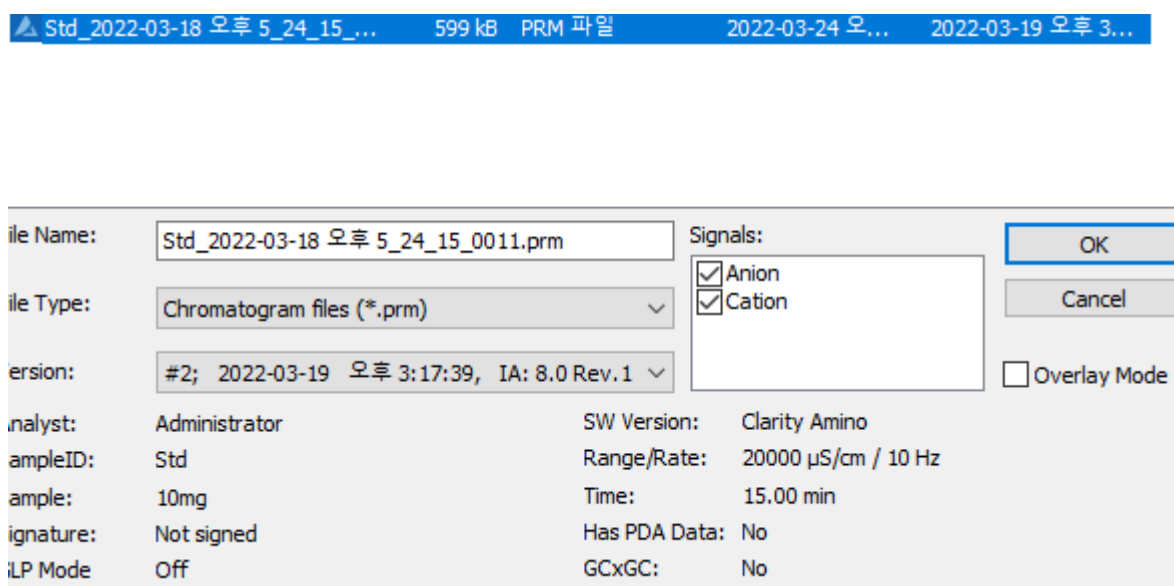 Std_2022-03-18 오후 5_24_15_... 599 kB PRM 파일 2022-03-24 오... 2022-03-19 오후 3...
ile Name: Std_2022-03-18 오후 5_24_15_0011.prm Signals: OK
Anion
Cation
ile Type: Chromatogram files (*.prm) Cancel
ersion: #2; 2022-03-19 오후 3:17:39, IA: 8.0 Rev.1 Overlay Mode
nalyst: Administrator SW Version: Clarity Amino
ampleID: Std Range/Rate: 20000 µS/cm / 10 Hz
ample: 10mg Time: 15.00 min
ignature: Not signed Has PDA Data: No
LP Mode Off GCxGC: No